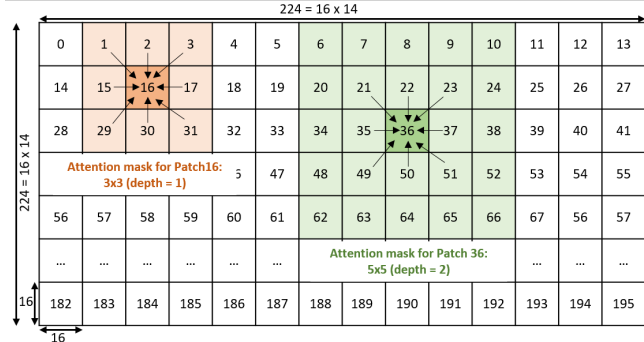 224 = 16 x 14
224 = 16 x 14
0 1 2 3 4 5 6 7 8 9 10 11 12 13
14 15 16 17 18 19 20 21 22 23 24 25 26 27
28 29 30 31 32 33 34 35 36 37 38 39 40 41
Attention mask for Patch16:
3x3 (depth = 1)
47 48 49 50 51 52 53 54 55
56 57 58 59 60 61 62 63 64 65 66 67 56 57
... ... ... ... ... ... ... ... ...
Attention mask for Patch 36:
5x5 (depth = 2)
16 182 183 184 185 186 187 188 189 190 191 192 193 194 195
16